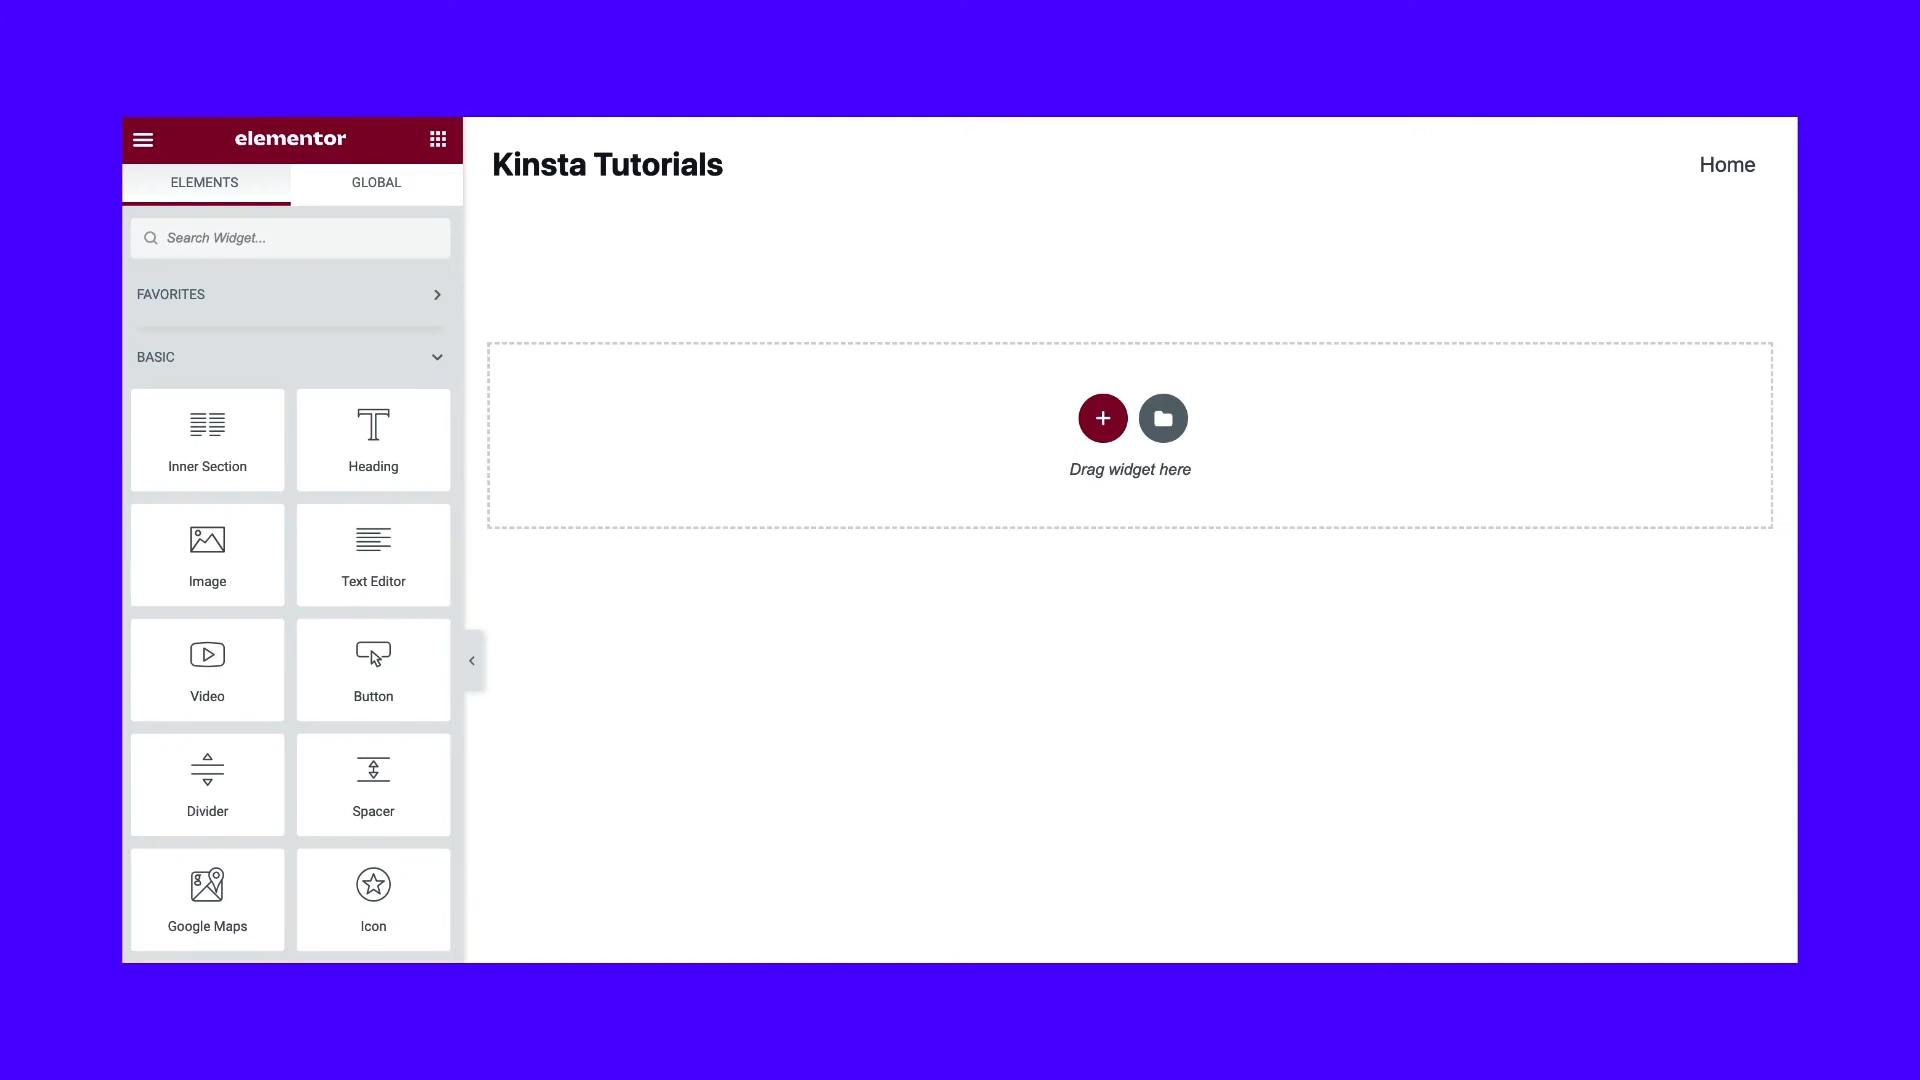 elementor
ELEMENTS GLOBAL
Search Widget...
FAVORITES
BASIC
Inner Section Heading
Image Text Editor
Video Button
Divider Spacer
Google Maps Icon
Kinsta Tutorials Home
Drag widget here